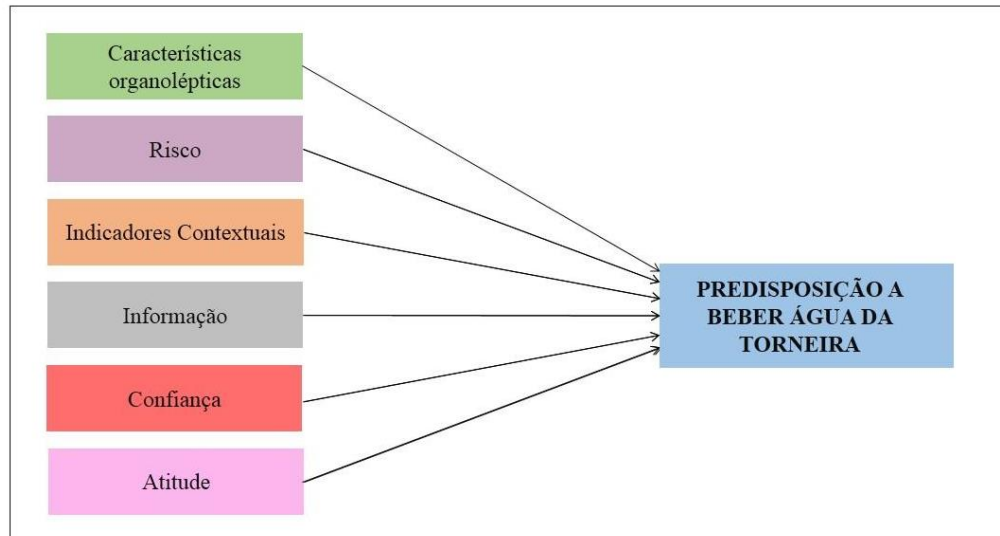 Características
organolépticas
Risco
Indicadores Contextuais
Informação
Confiança
Atitude
PREDISPOSIÇÃO A
BEBER ÁGUA DA
TORNEIRA